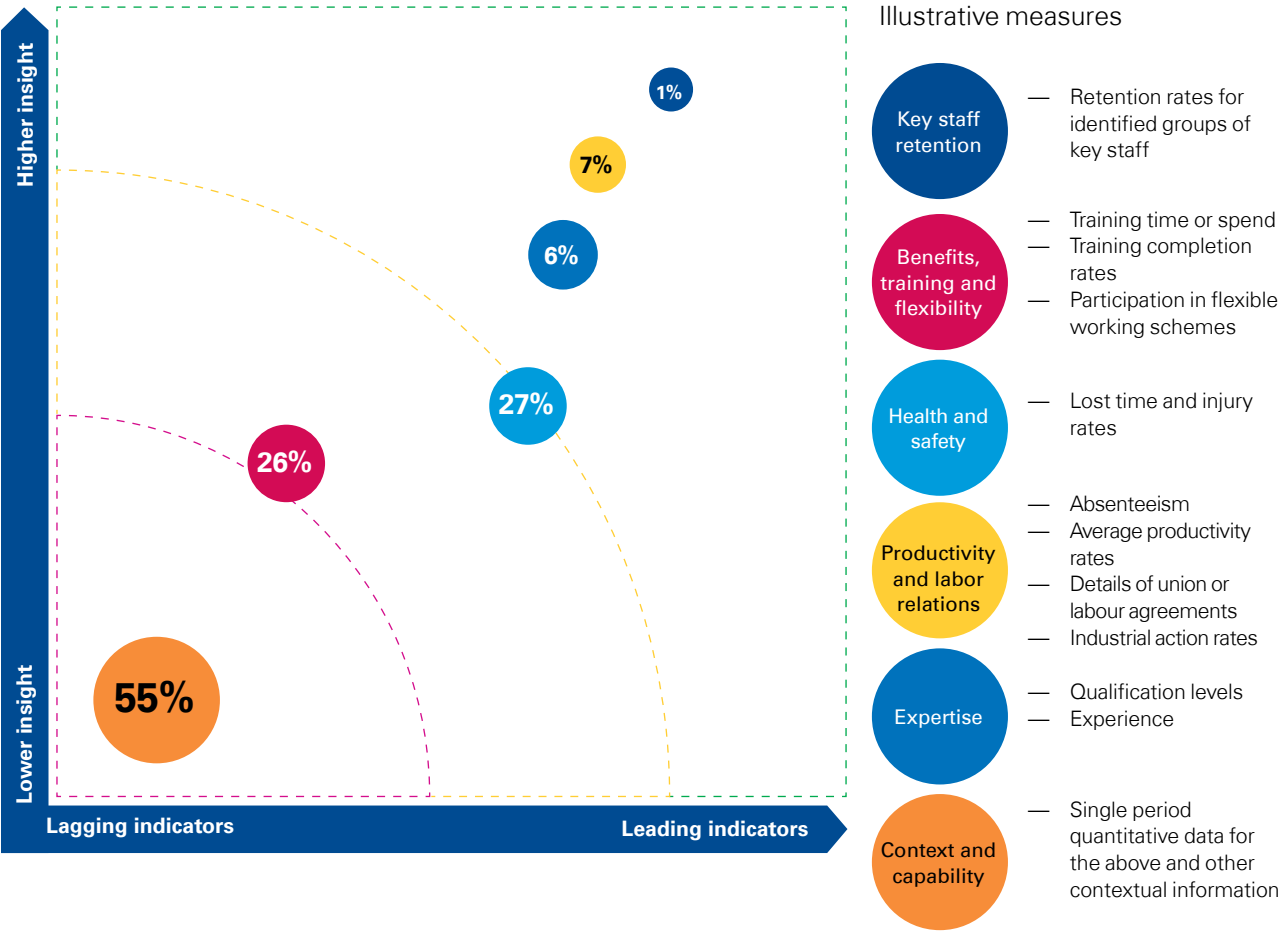 Higher insight
Lower insight
1%
7%
6%
27%
26%
55%
Lagging indicators
Leading indicators
Illustrative measures
Key staff
retention
— Retention rates for
identified groups of
key staff
Benefits,
training and
flexibility
— Training time or spend
— Training completion
rates
— Participation in flexible
working schemes
Health and
safety
— Lost time and injury
rates
Productivity
and labor
relations
— Absenteeism
— Average productivity
rates
— Details of union or
labour agreements
— Industrial action rates
Expertise
— Qualification levels
— Experience
Context and
capability
— Single period
quantitative data for
the above and other
contextual information